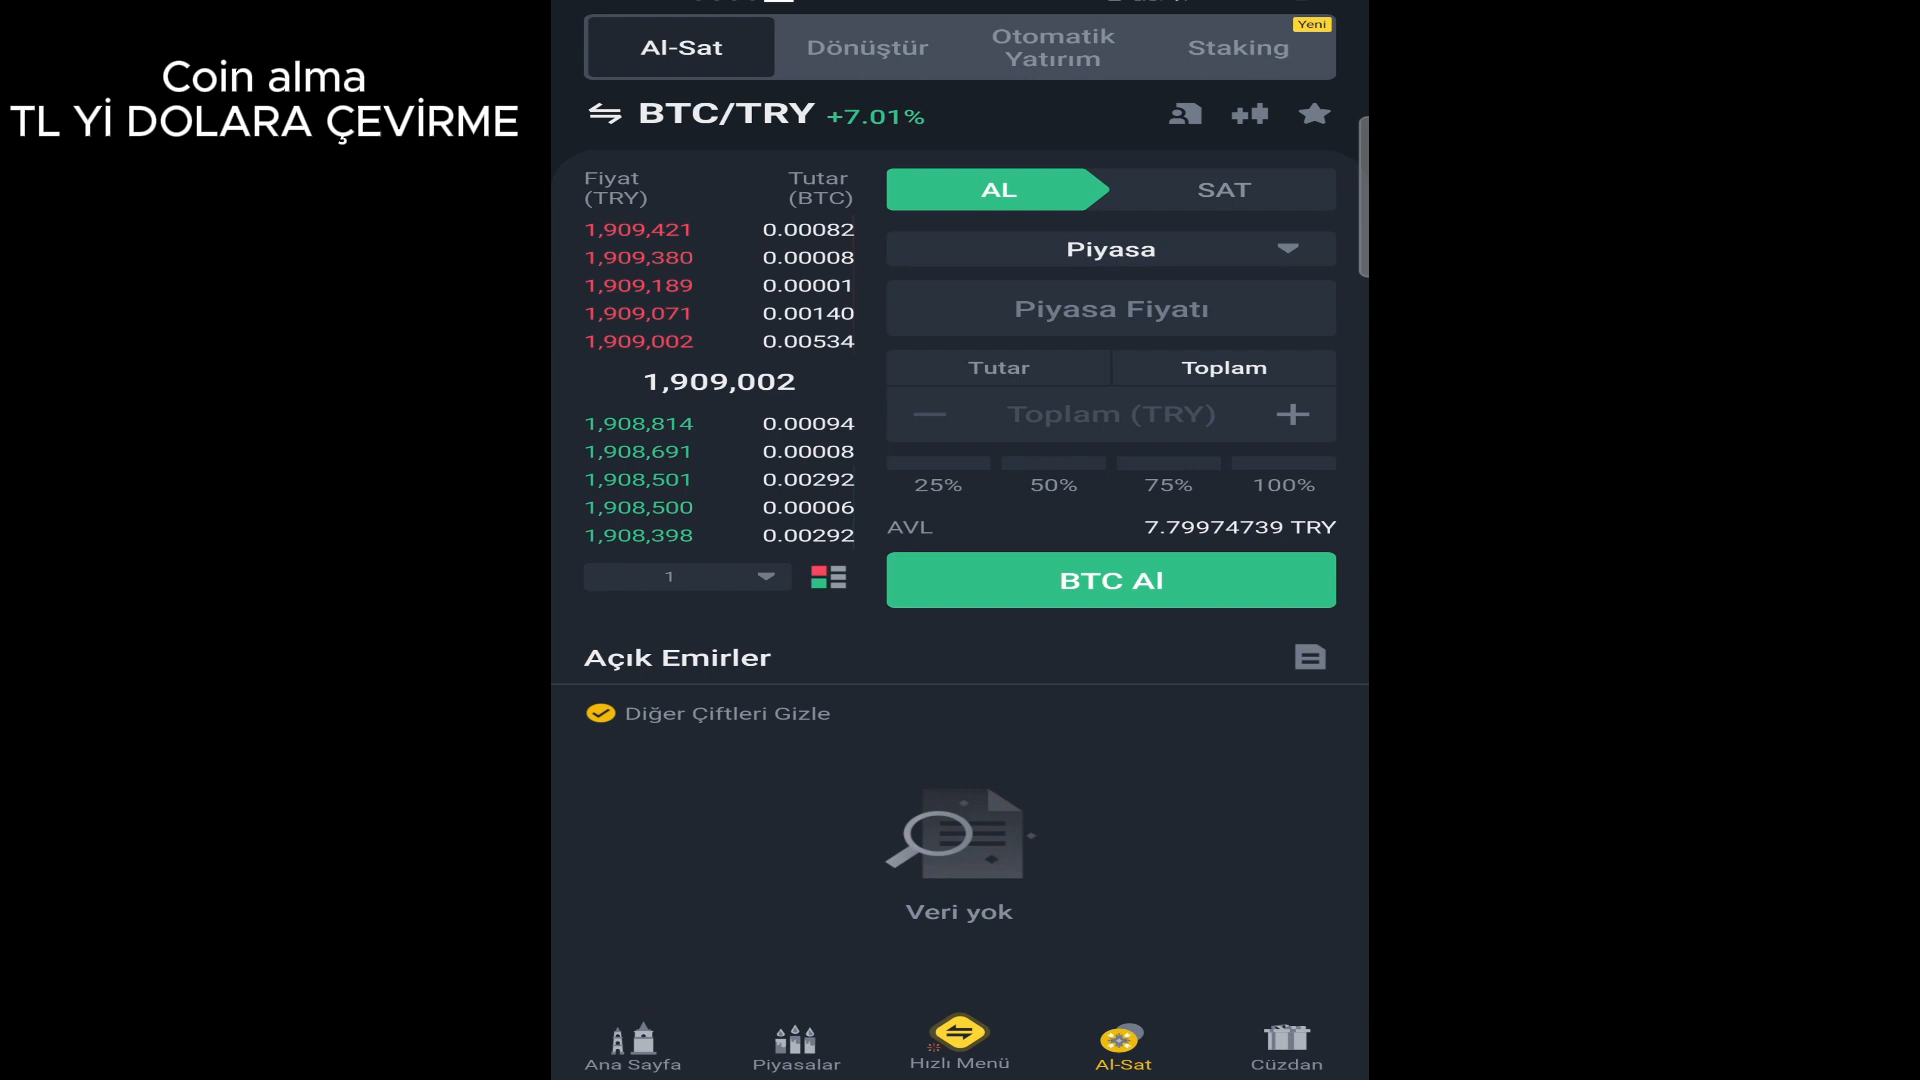 Coin alma
TL Yİ DOLARA ÇEVİRME
Al-Sat
Dönüştür
Otomatik
Yatırım
Staking
Yeni
BTC/TRY +7.01%
Fiyat
(TRY)
Tutar
(BTC)
1,909,421 0.00082
1,909,380 0.00008
1,909,189 0.00001
1,909,071 0.00140
1,909,002 0.00534
1,909,002
1,908,814 0.00094
1,908,691 0.00008
1,908,501 0.00292
1,908,500 0.00006
1,908,398 0.00292
1
AL SAT
Piyasa
Piyasa Fiyatı
Tutar Toplam
Toplam (TRY)
25% 50% 75% 100%
AVL 7.79974739 TRY
BTC Al
Açık Emirler
Diğer Çiftleri Gizle
Veri yok
Ana Sayfa Piyasalar Hızlı Menü Al-Sat Cüzdan